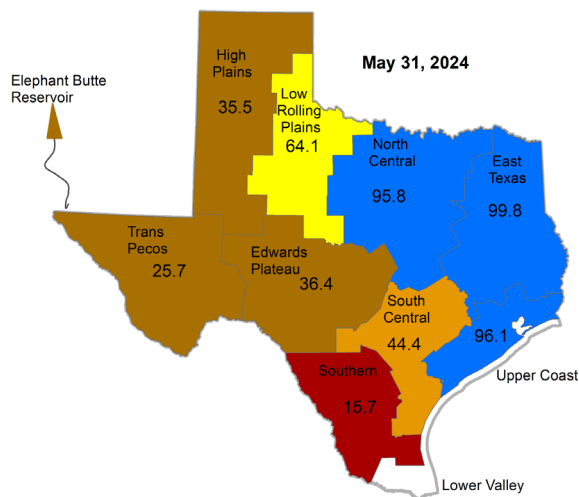 May 31, 2024
High
Plains
35.5
Elephant Butte
Reservoir
Low
Rolling
Plains
64.1
North
Central
95.8
East
Texas
99.8
Trans
Pecos
25.7
Edwards
Plateau
36.4
South
Central
44.4
96.1
Upper Coast
Southern
15.7
Lower Valley